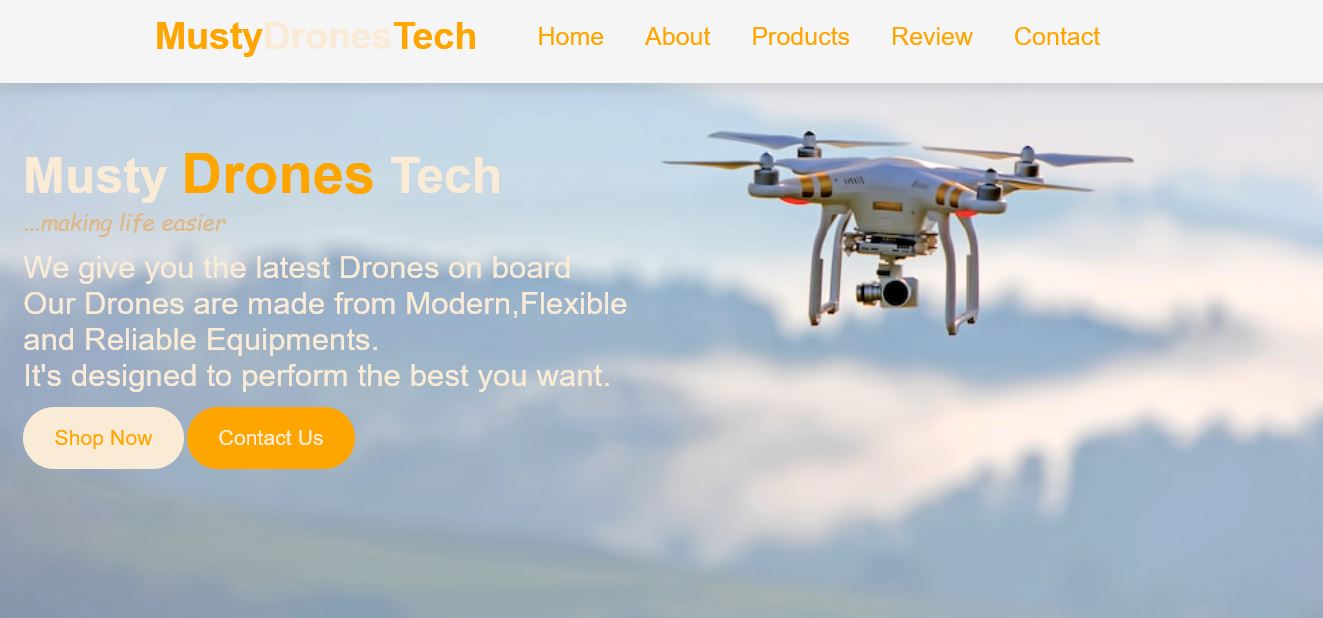 MustyDronesTech Home About Products Review Contact
Musty Drones Tech
...making life easier
We give you the latest Drones on board
Our Drones are made from Modern,Flexible
and Reliable Equipments.
It's designed to perform the best you want.
Shop Now Contact Us